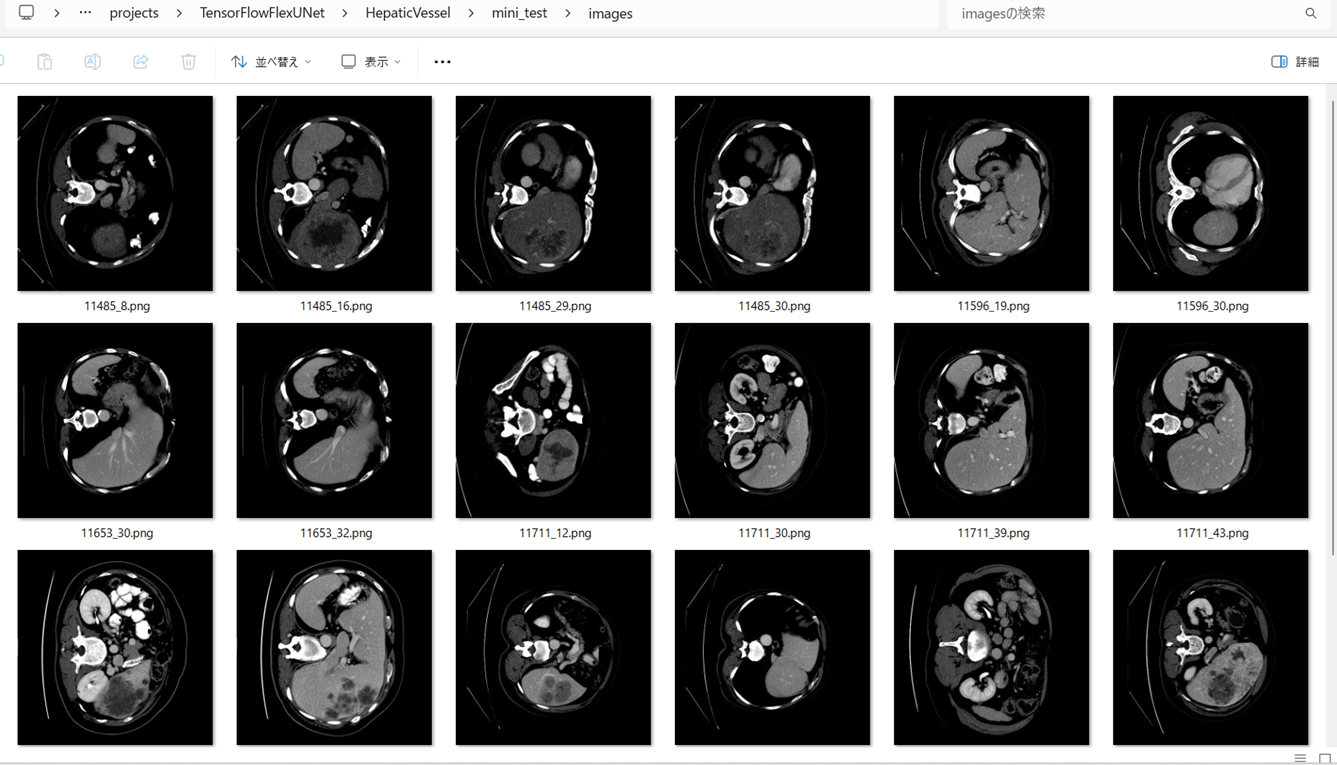 … projects TensorFlowFlexUNet HepaticVessel mini_test images imagesの検索
並べ替え 表示 … 詳細
11485_8.png 11485_16.png 11485_29.png 11485_30.png 11596_19.png 11596_30.png
11653_30.png 11653_32.png 11711_12.png 11711_30.png 11711_39.png 11711_43.png